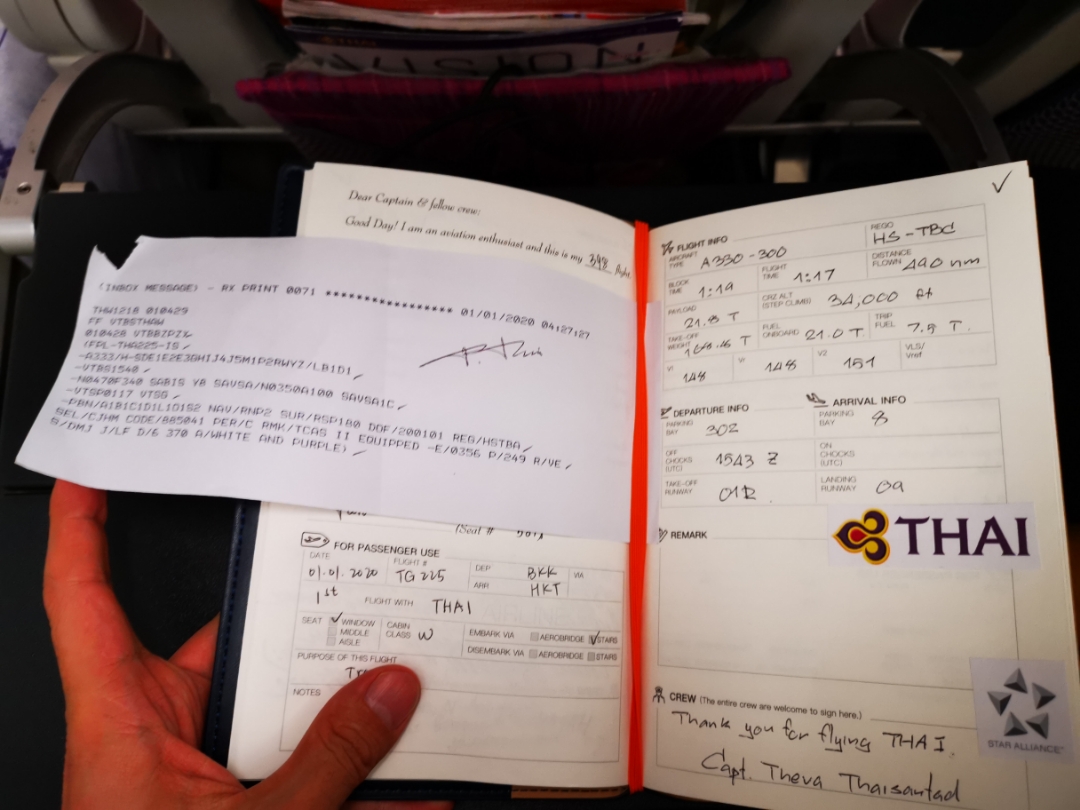 Dear Captain & fellow crew:
Good Day! I am an aviation enthusiast and this is my 398 flight
(INBOX MESSAGE) - RX PRINT 0071 ****************** 01/01/2020 04:27:27
THW1218 010429
FF VTBSTHAW
010428 VTBBZPZX
(FPL-THA225-IS
-A333/H-SDE1E2E3GHIJ4J5M1P2RWYZ/LB1D1
-VTBS1540
-N0470F340 SABIS Y8 SAVSA/N0350A100 SAVSA1C
-VTSP0117 VTSG
-PBN/A1B1C1D1L1O1S2 NAV/RNP2 SUR/RSP180 DOF/200101 REG/HSTBA
SEL/CJHM CODE/885041 PER/C RMK/TCAS II EQUIPPED -E/0356 P/249 R/VE
S/DMJ J/LF D/6 370 A/WHITE AND PURPLE)
(Seat #
FOR PASSENGER USE
DATE 01.01.2020 FLIGHT # TG 225 DEP BKK VIA
ARR HKT
1st FLIGHT WITH THAI
SEAT ✓ WINDOW MIDDLE AISLE CABIN CLASS W EMBARK VIA AEROBRIDGE ✓ STARS
DISEMBARK VIA AEROBRIDGE STARS
PURPOSE OF THIS FLIGHT
NOTES
✓
FLIGHT INFO
AIRCRAFT TYPE A330-300 REGO HS-TBC
BLOCK TIME 1:19 FLIGHT TIME 1:17 DISTANCE FLOWN 490 nm
PAYLOAD 21.8 T CRZ ALT (STEP CLIMB) 34,000 ft
TAKE-OFF WEIGHT FUEL ONBOARD 21.0 T TRIP FUEL 7.5 T.
V1 148 Vr 148 V2 151 VLS/Vref
DEPARTURE INFO
PARKING BAY 302
OFF CHOCKS (UTC) 1543 Z
TAKE-OFF RUNWAY 01R
ARRIVAL INFO
PARKING BAY 8
ON CHOCKS (UTC)
LANDING RUNWAY 09
REMARK
THAI
CREW (The entire crew are welcome to sign here.)
Thank you for flying THAI.
Capt. Theva Thaisantad
STAR ALLIANCE